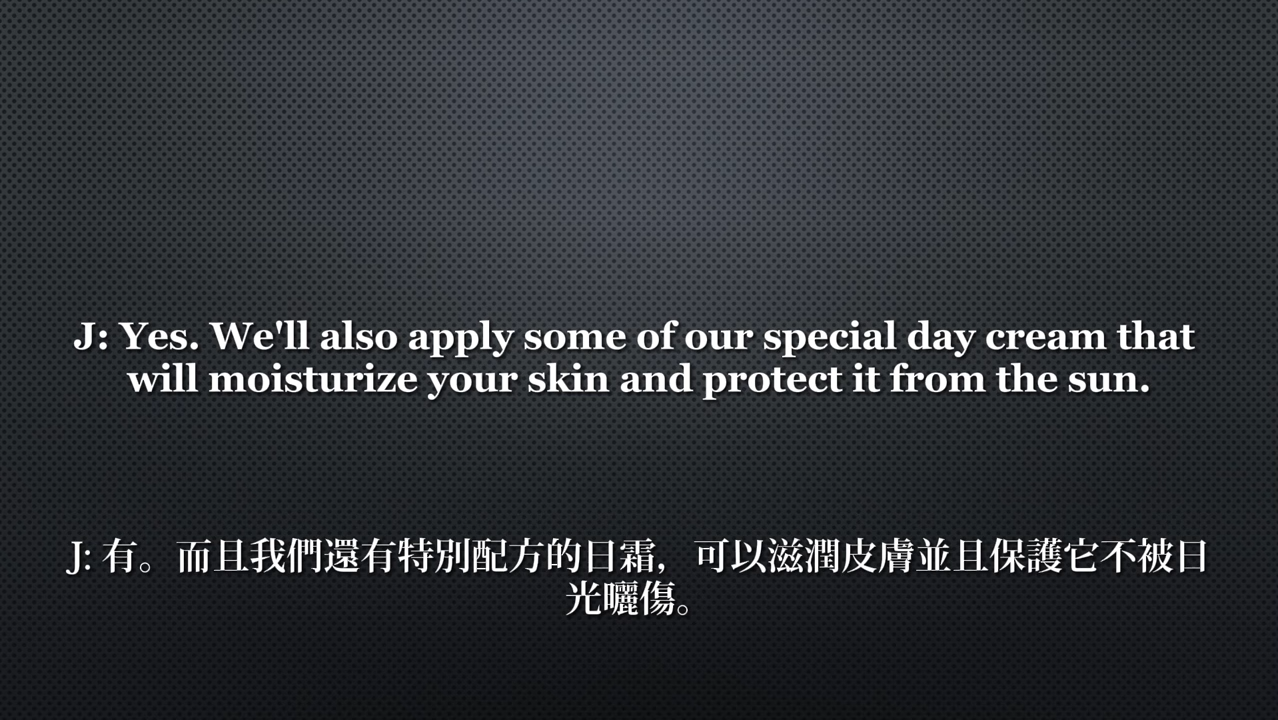 J: Yes. We'll also apply some of our special day cream that
will moisturize your skin and protect it from the sun.
J: 有。而且我們還有特別配方的日霜，可以滋潤皮膚並且保護它不被日
光曬傷。